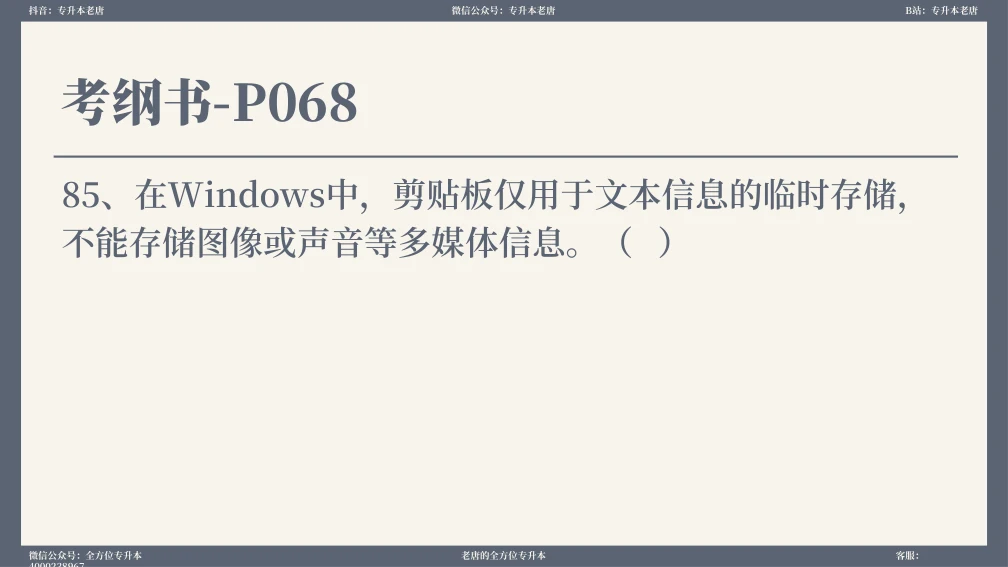 抖音：专升本老唐
微信公众号：专升本老唐
B站：专升本老唐
考纲书-P068
85、在Windows中，剪贴板仅用于文本信息的临时存储，
不能存储图像或声音等多媒体信息。（ ）
微信公众号：全方位专升本
老唐的全方位专升本
客服：
4000238967